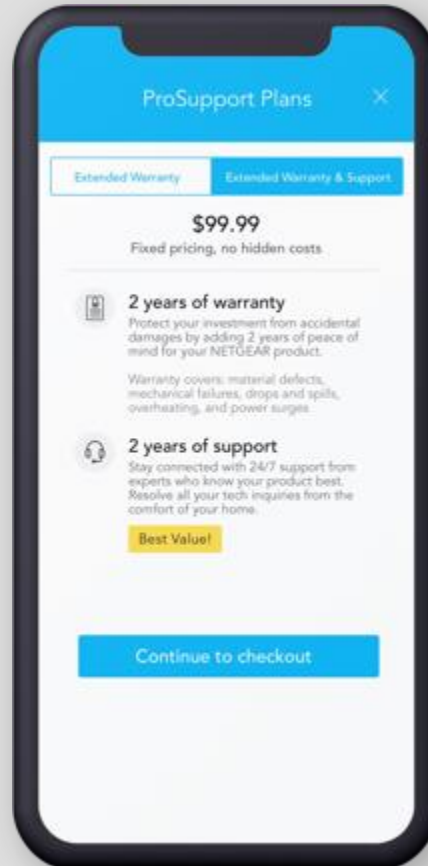 ProSupport Plans
Extended Warranty
Extended Warranty & Support
$99.99
Fixed pricing, no hidden costs
2 years of warranty
Protect your investment from accidental
damages by adding 2 years of peace of
mind for your NETGEAR product.
Warranty covers: material defects,
mechanical failures, drops and spills,
overheating, and power surges
2 years of support
Stay connected with 24/7 support from
experts who know your product best.
Resolve all your tech inquiries from the
comfort of your home.
Best Value!
Continue to checkout